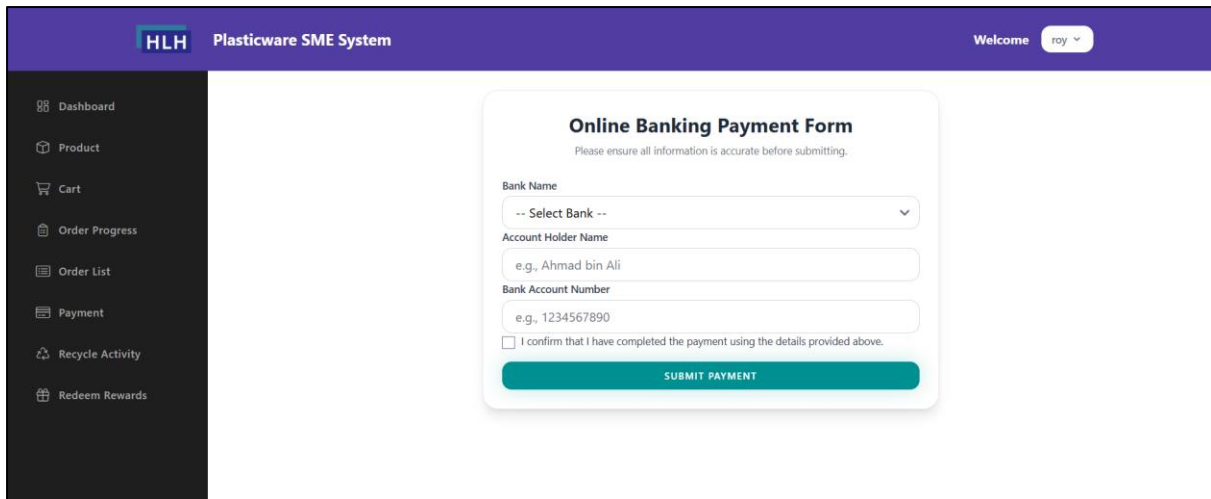 HLH Plasticware SME System
Welcome roy
Dashboard
Product
Cart
Order Progress
Order List
Payment
Recycle Activity
Redeem Rewards
Online Banking Payment Form
Please ensure all information is accurate before submitting.
Bank Name
-- Select Bank --
Account Holder Name
e.g., Ahmad bin Ali
Bank Account Number
e.g., 1234567890
I confirm that I have completed the payment using the details provided above.
SUBMIT PAYMENT